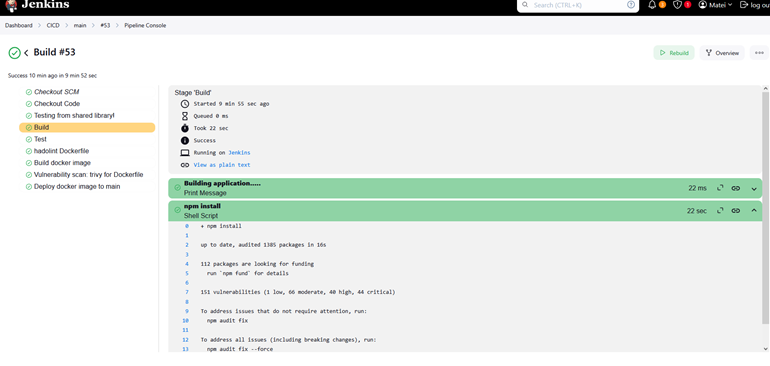 Jenkins
Search (CTRL+K)
1
1
Matei
log ou
Dashboard > CICD > main > #53 > Pipeline Console
Build #53
Rebuild
Overview
Success 10 min ago in 9 min 52 sec
Checkout SCM
Checkout Code
Testing from shared library!
Build
Test
hadolint Dockerfile
Build docker image
Vulnerability scan: trivy for Dockerfile
Deploy docker image to main
Stage 'Build'
Started 9 min 55 sec ago
Queued 0 ms
Took 22 sec
Success
Running on Jenkins
View as plain text
Building application.....
Print Message
22 ms
npm install
Shell Script
22 sec
0 + npm install
1
2 up to date, audited 1385 packages in 16s
3
4 112 packages are looking for funding
5 run `npm fund` for details
6
7 151 vulnerabilities (1 low, 66 moderate, 40 high, 44 critical)
8
9 To address issues that do not require attention, run:
10 npm audit fix
11
12 To address all issues (including breaking changes), run:
13 npm audit fix --force